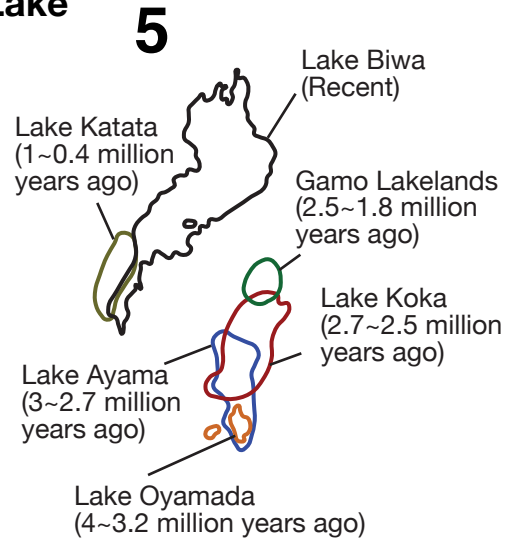 Lake
5
Lake Biwa
(Recent)
Lake Katata
(1~0.4 million
years ago)
Gamo Lakelands
(2.5~1.8 million
years ago)
Lake Koka
(2.7~2.5 million
years ago)
Lake Ayama
(3~2.7 million
years ago)
Lake Oyamada
(4~3.2 million years ago)